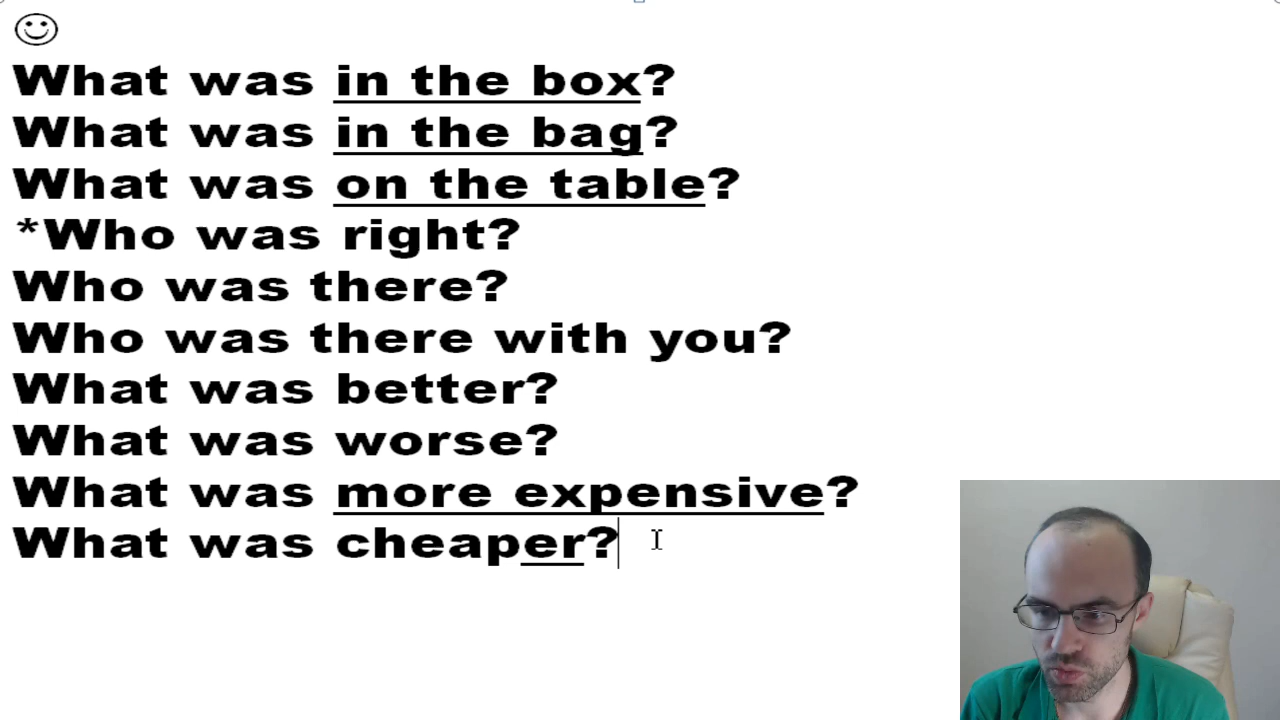 What was in the box?
What was in the bag?
What was on the table?
*Who was right?
Who was there?
Who was there with you?
What was better?
What was worse?
What was more expensive?
What was cheaper?